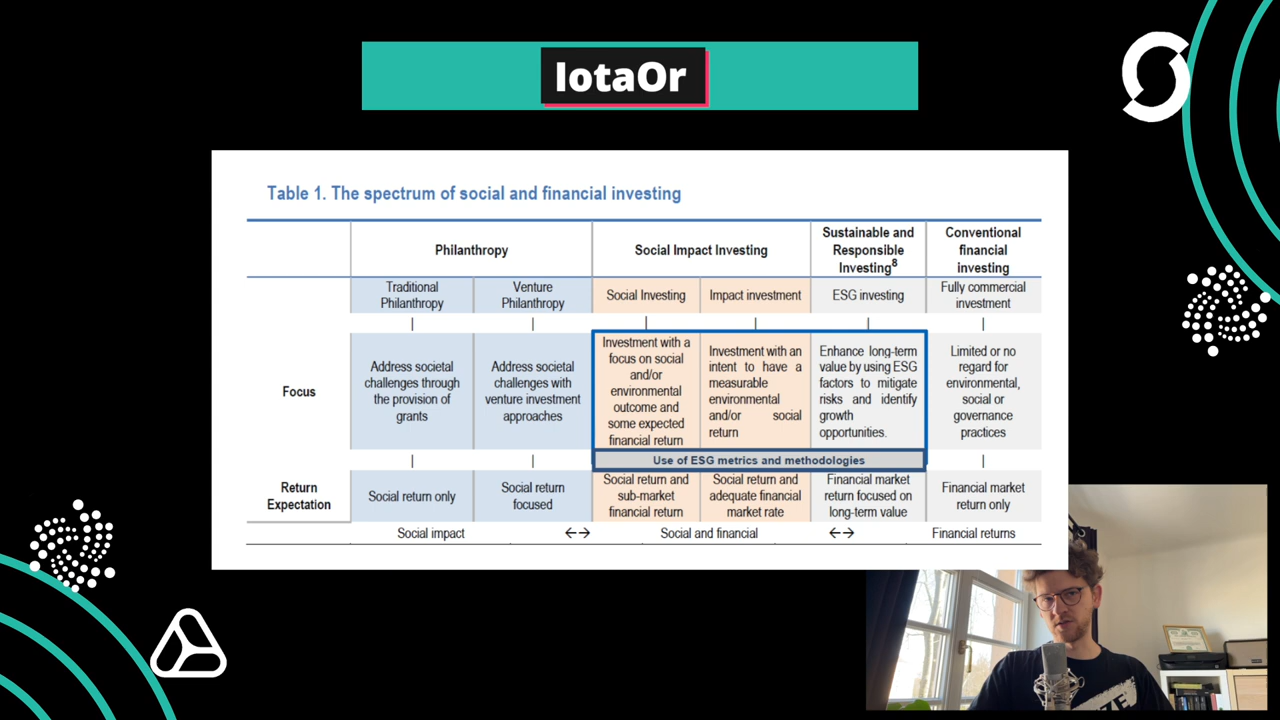 IotaOr
Table 1. The spectrum of social and financial investing
Philanthropy
Social Impact Investing
Sustainable and
Responsible
Investing8
Conventional
financial
investing
Traditional
Philanthropy
Venture
Philanthropy
Social Investing
Impact investment
ESG investing
Fully commercial
investment
Focus
Address societal
challenges through
the provision of
grants
Address societal
challenges with
venture investment
approaches
Investment with a
focus on social
and/or
environmental
outcome and
some expected
financial return
Investment with an
intent to have a
measurable
environmental
and/or social
return
Enhance long-term
value by using ESG
factors to mitigate
risks and identify
growth
opportunities.
Limited or no
regard for
environmental,
social or
governance
practices
Use of ESG metrics and methodologies
Return
Expectation
Social return only
Social return
focused
Social return and
sub-market
financial return
Social return and
adequate financial
market rate
Financial market
return focused on
long-term value
Financial market
return only
Social impact
Social and financial
Financial returns